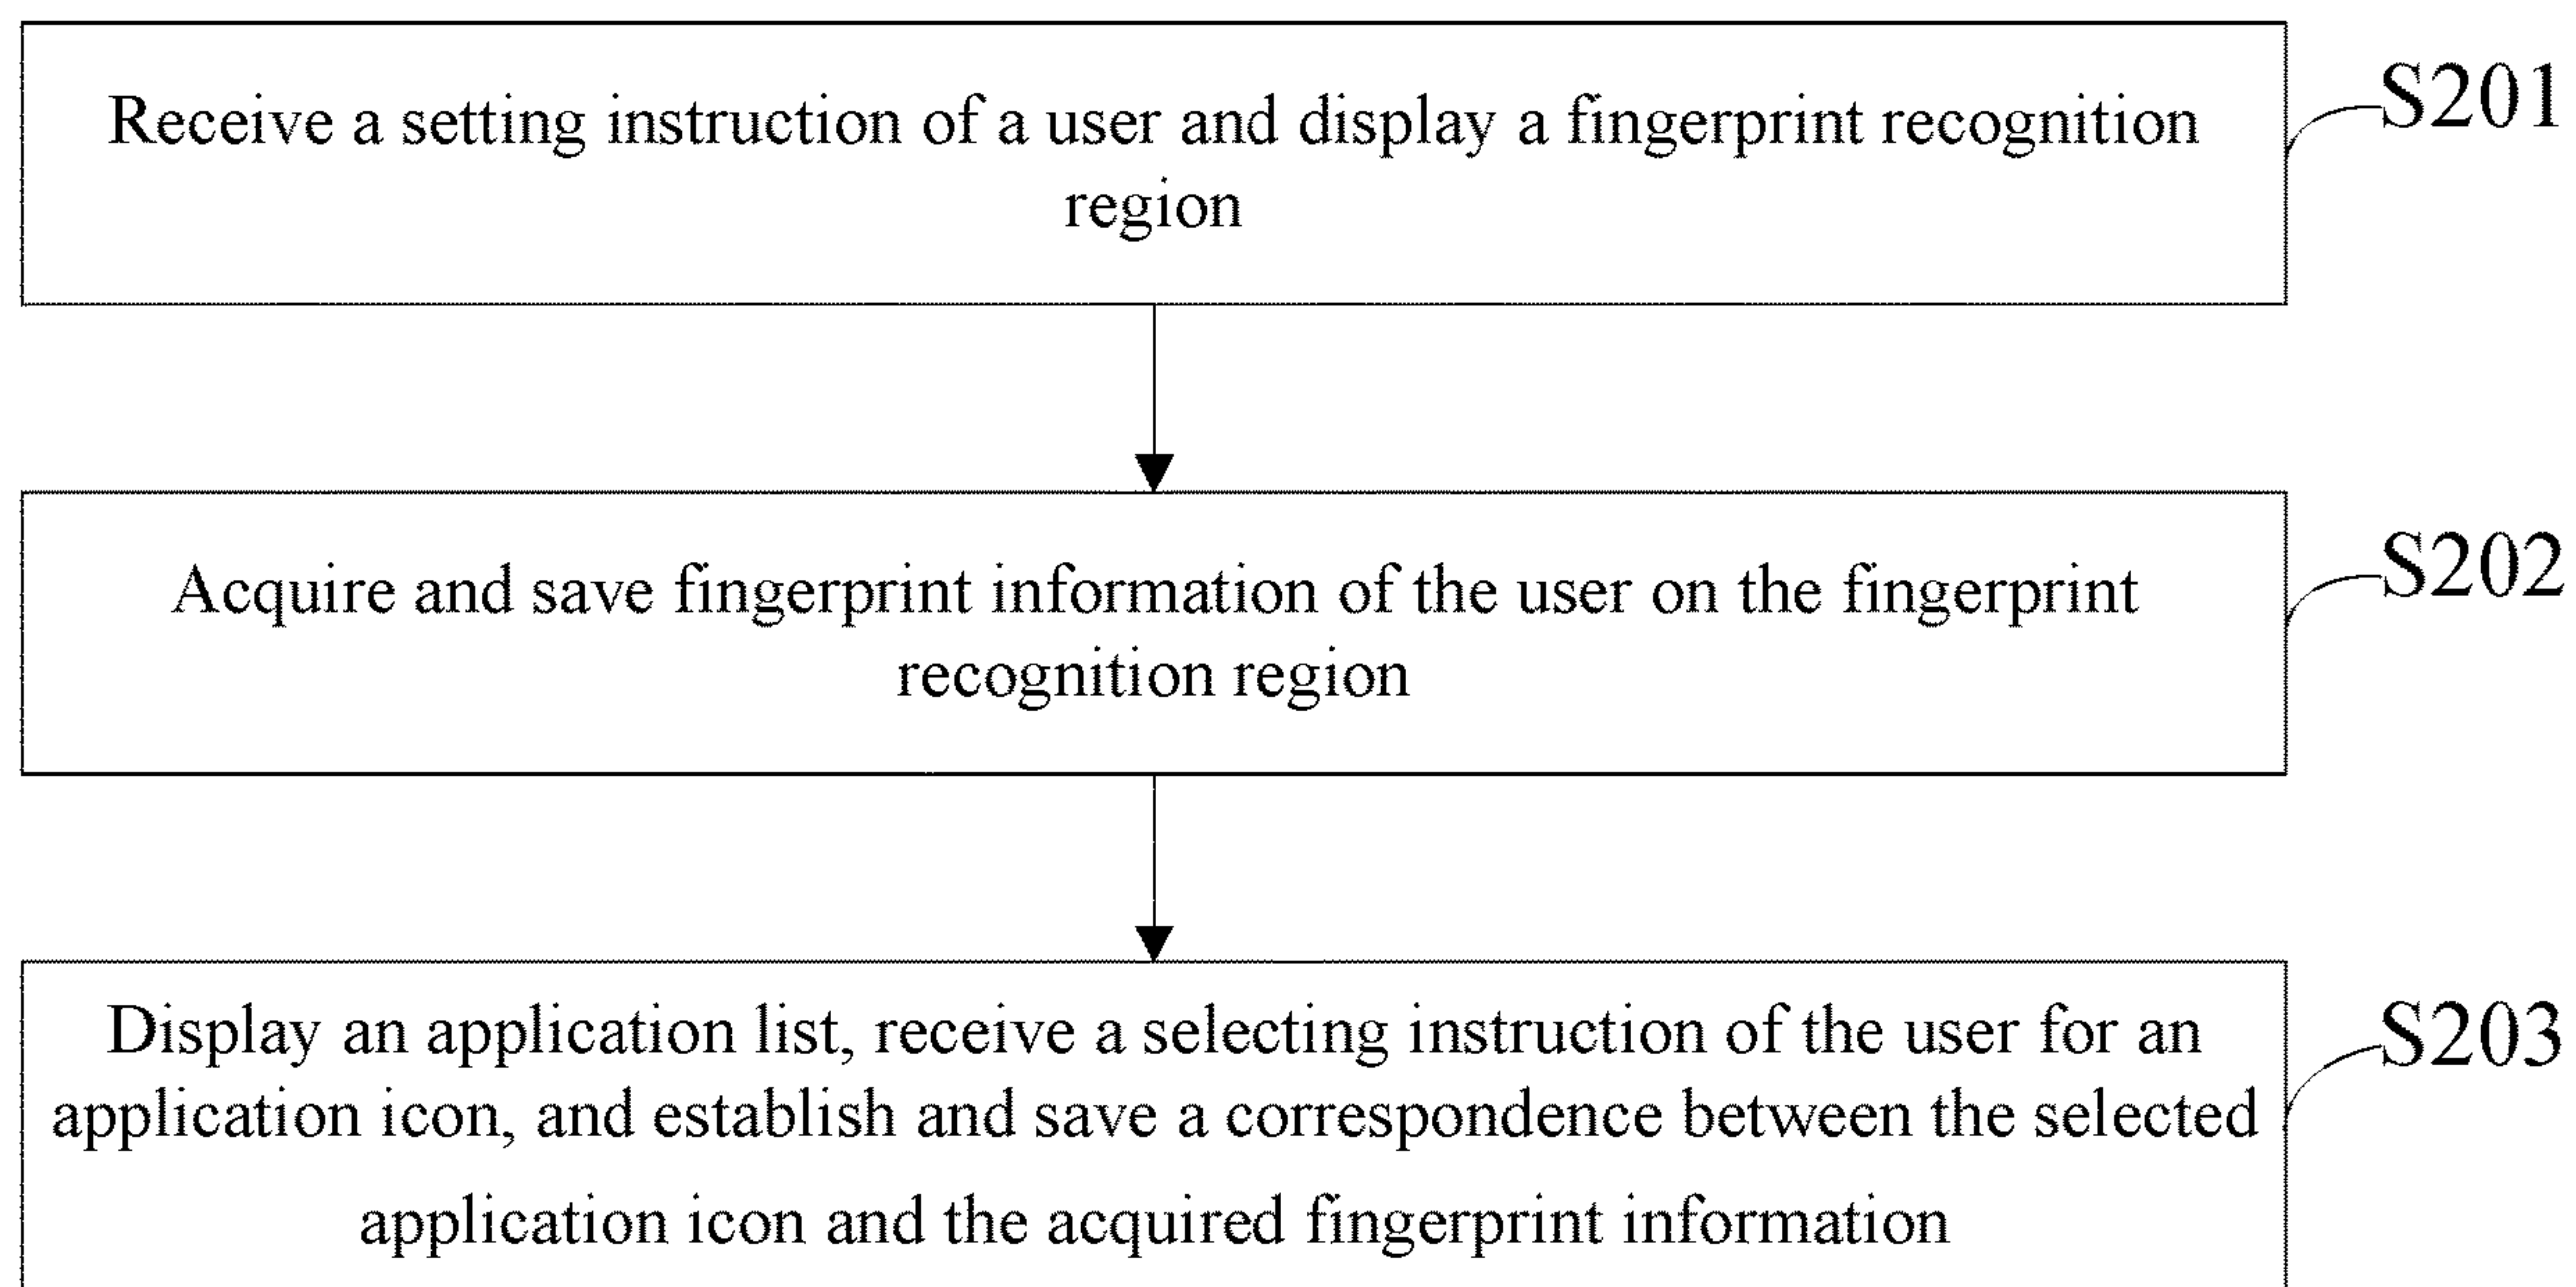 Receive a setting instruction of a user and display a fingerprint recognition
region
S201
Acquire and save fingerprint information of the user on the fingerprint
recognition region
S202
Display an application list, receive a selecting instruction of the user for an
application icon, and establish and save a correspondence between the selected
application icon and the acquired fingerprint information
S203